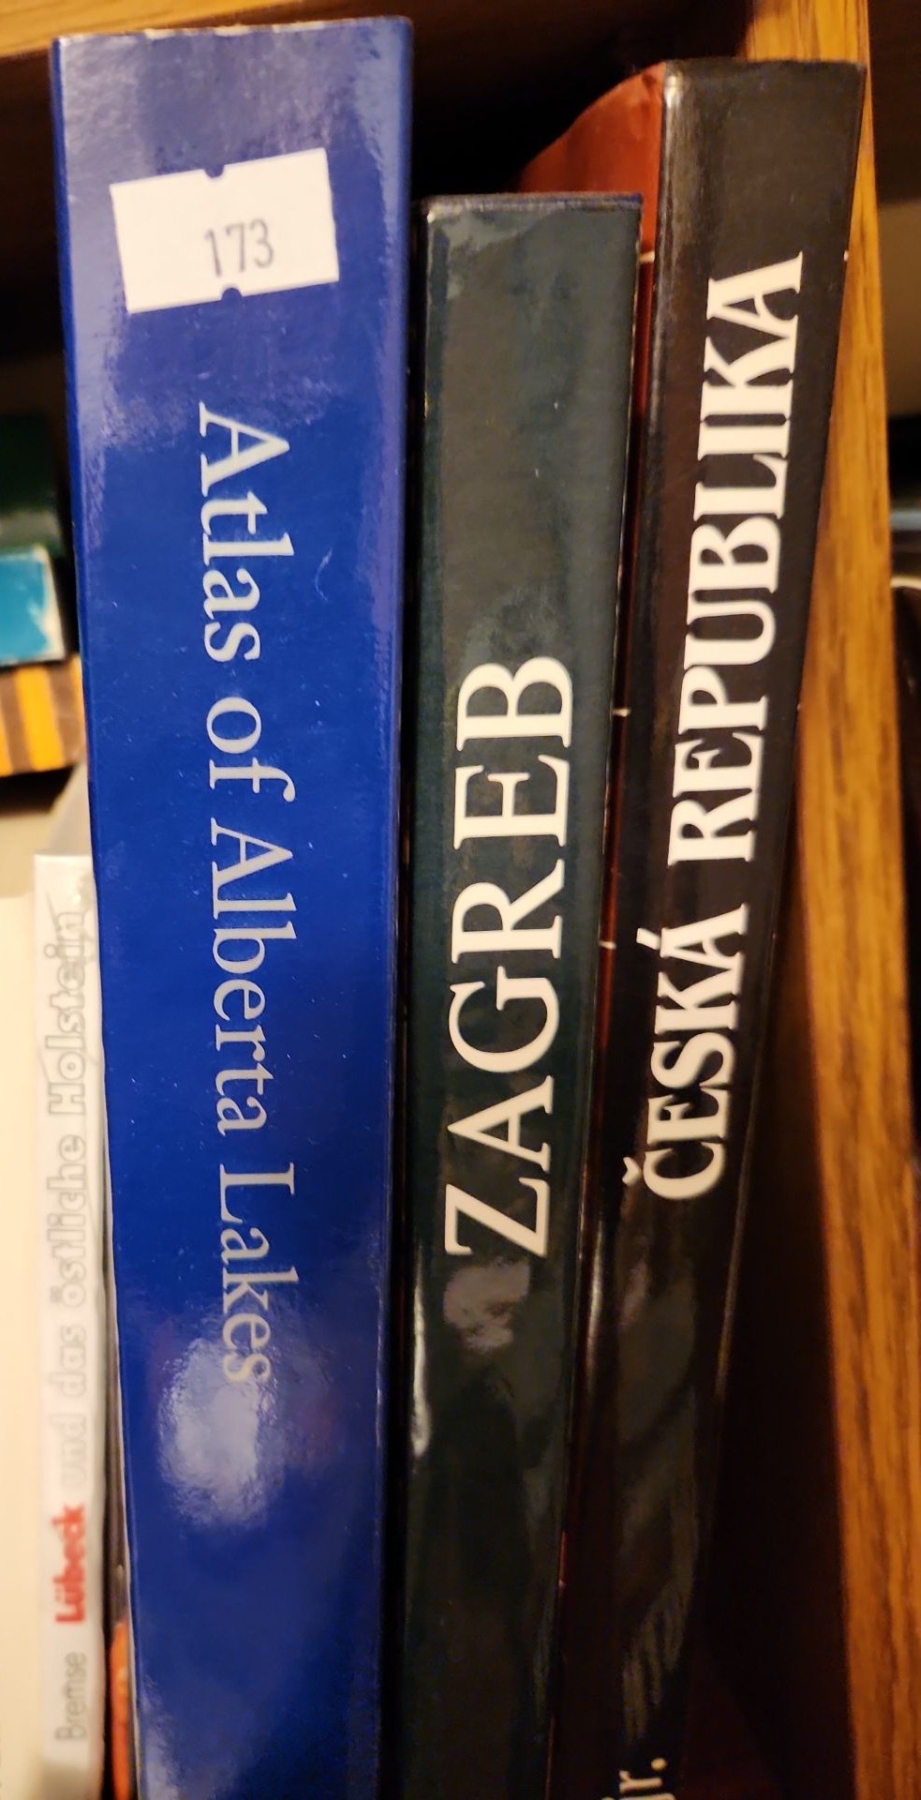 Bremse Lübeck und das östliche Holstein
173
Atlas of Alberta Lakes
ZAGREB
ČESKÁ REPUBLIKA